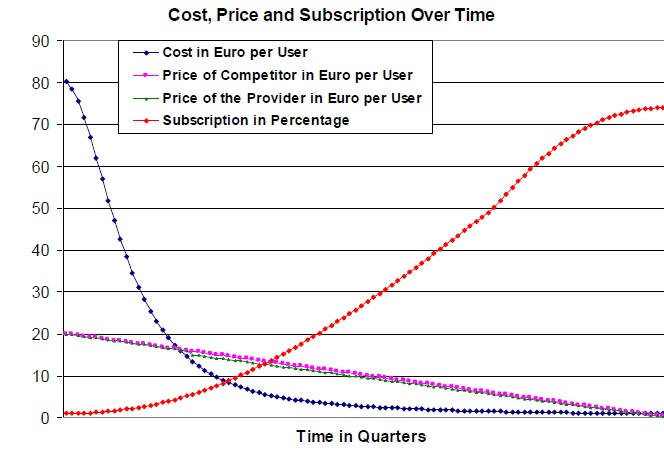 Cost, Price and Subscription Over Time
90
80
70
60
50
40
30
20
10
0
Cost in Euro per User
Price of Competitor in Euro per User
Price of the Provider in Euro per User
Subscription in Percentage
Time in Quarters